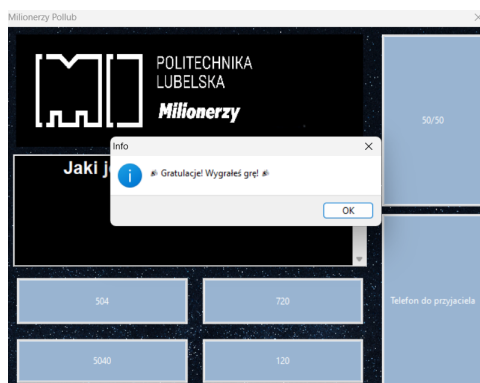 Milionerzy Pollub
POLITECHNIKA
LUBELSKA
Milionerzy
50/50
Info
Gratulacje! Wygrałeś grę!
OK
Jaki
504
720
Telefon do przyjaciela
5040
120